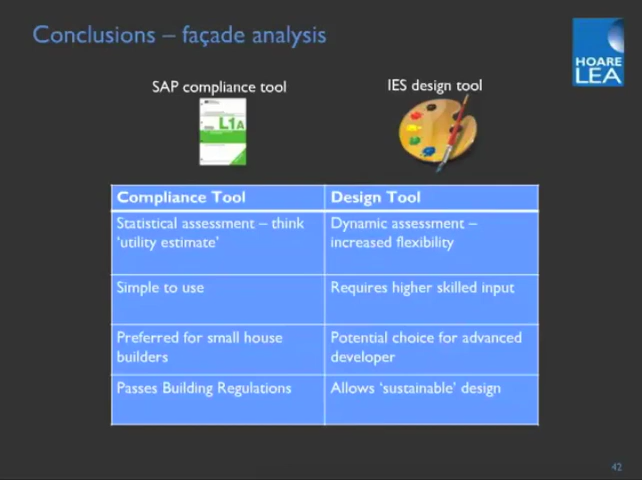 Conclusions – façade analysis
HOARE
LEA
SAP compliance tool
IES design tool
L1A
Compliance Tool
Design Tool
Statistical assessment – think
‘utility estimate’
Dynamic assessment –
increased flexibility
Simple to use
Requires higher skilled input
Preferred for small house
builders
Potential choice for advanced
developer
Passes Building Regulations
Allows ‘sustainable’ design
42